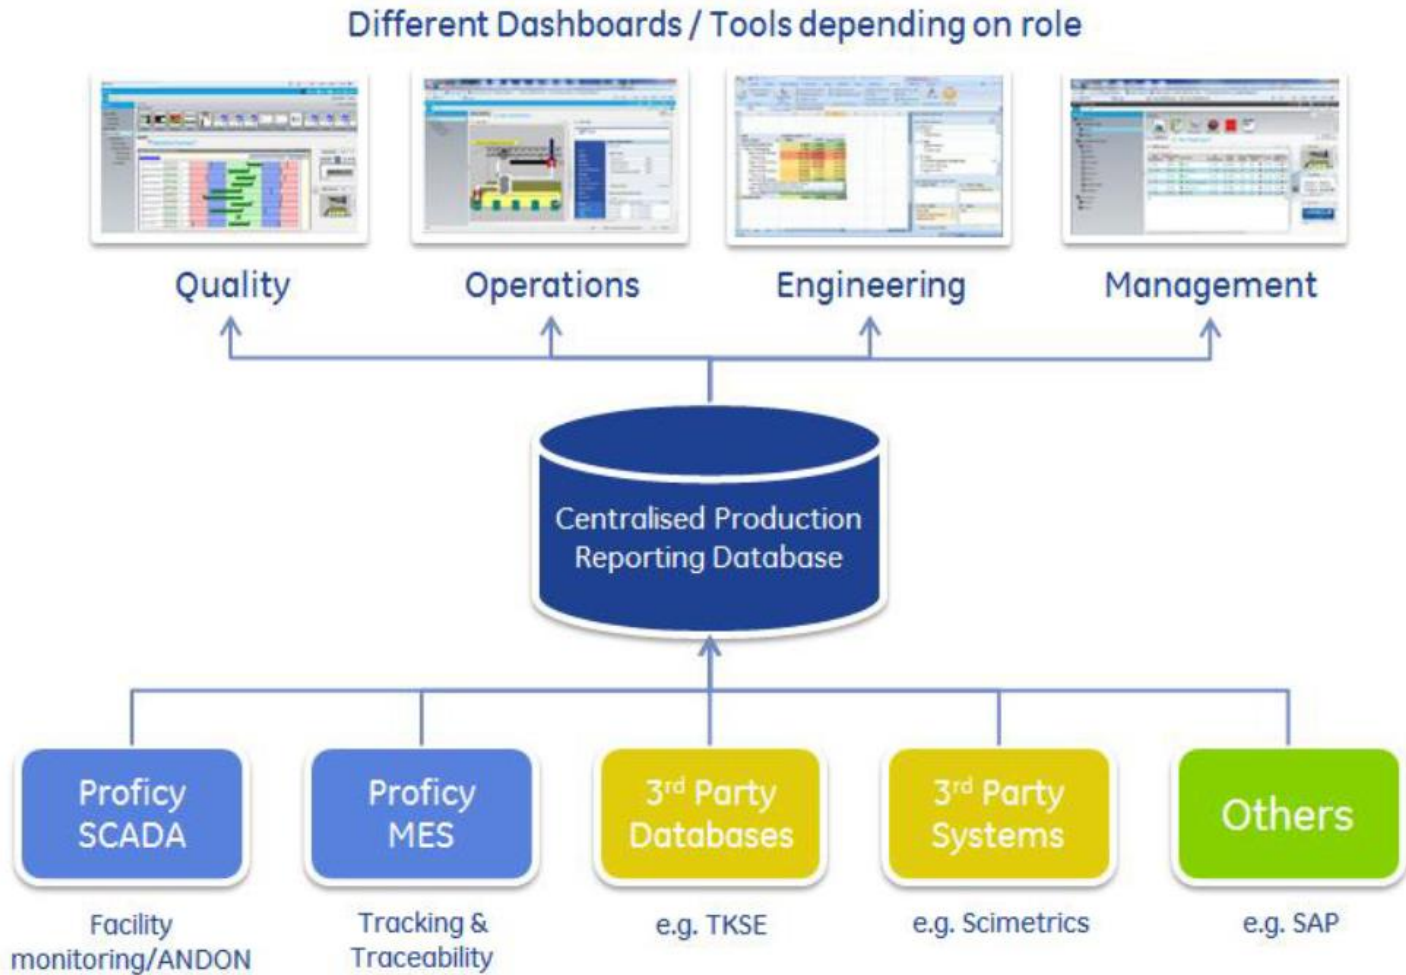 Different Dashboards / Tools depending on role
Quality
Operations
Engineering
Management
Centralised Production
Reporting Database
Proficy
SCADA
Proficy
MES
3rd Party
Databases
3rd Party
Systems
Others
Facility
monitoring/ANDON
Tracking &
Traceability
e.g. TKSE
e.g. Scimetrics
e.g. SAP